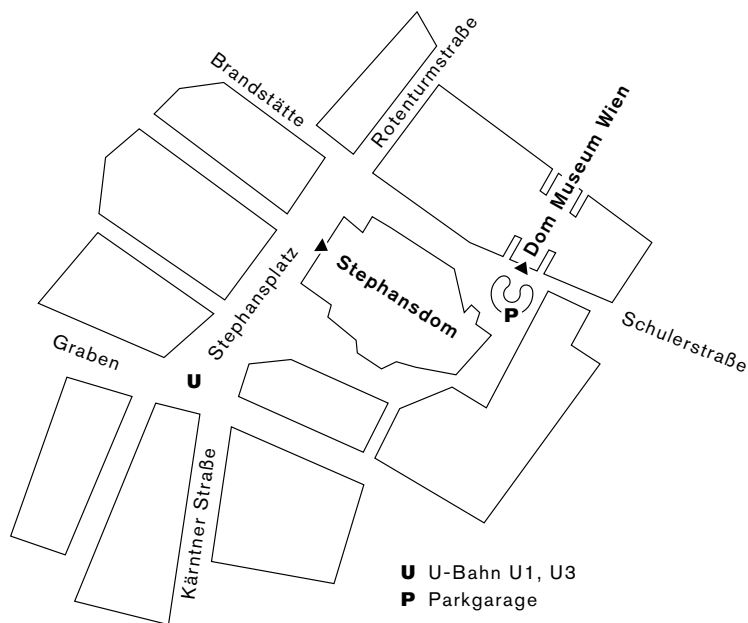 Rotenturmstraße
Brandstätte
Dom Museum Wien
Stephansplatz
Stephansdom
P
Schulerstraße
Graben
U
Kärntner Straße
U U-Bahn U1, U3
P Parkgarage